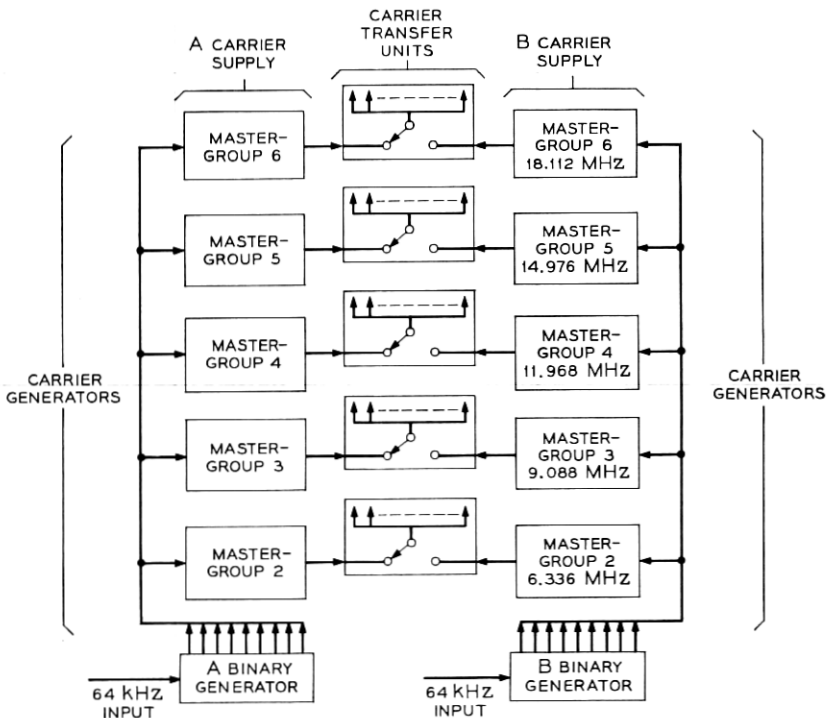 CARRIER
TRANSFER
UNITS
A CARRIER
SUPPLY
B CARRIER
SUPPLY
MASTER-
GROUP 6
MASTER-
GROUP 6
18.112 MHz
MASTER-
GROUP 5
MASTER-
GROUP 5
14.976 MHz
MASTER-
GROUP 4
MASTER-
GROUP 4
11.968 MHz
CARRIER
GENERATORS
CARRIER
GENERATORS
MASTER-
GROUP 3
MASTER-
GROUP 3
9.088 MHz
MASTER-
GROUP 2
MASTER-
GROUP 2
6.336 MHz
A BINARY
GENERATOR
B BINARY
GENERATOR
64 kHz
INPUT
64 kHz
INPUT